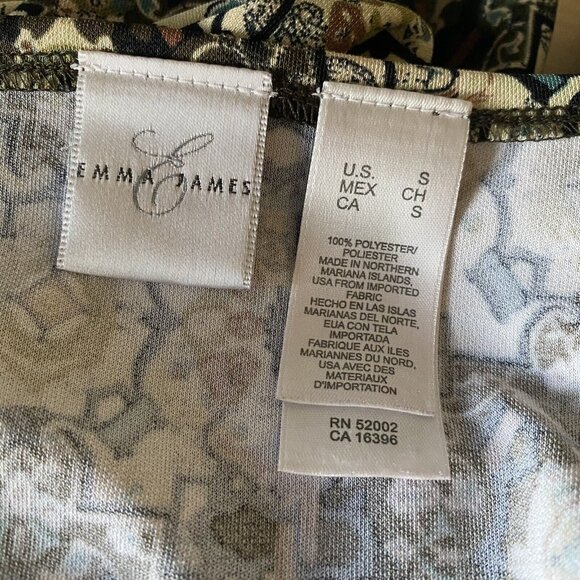 EMMA JAMES
U.S. S
MEX CH
CA S
100% POLYESTER/
POLIESTER
MADE IN NORTHERN
MARIANA ISLANDS,
USA FROM IMPORTED
FABRIC
HECHO EN LAS ISLAS
MARIANAS DEL NORTE,
EUA CON TELA
IMPORTADA
FABRIQUE AUX ILES
MARIANNES DU NORD,
USA AVEC DES
MATERIAUX
D'IMPORTATION
RN 52002
CA 16396